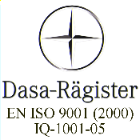 Dasa-Rägister
EN ISO 9001 (2000)
IQ-1001-05